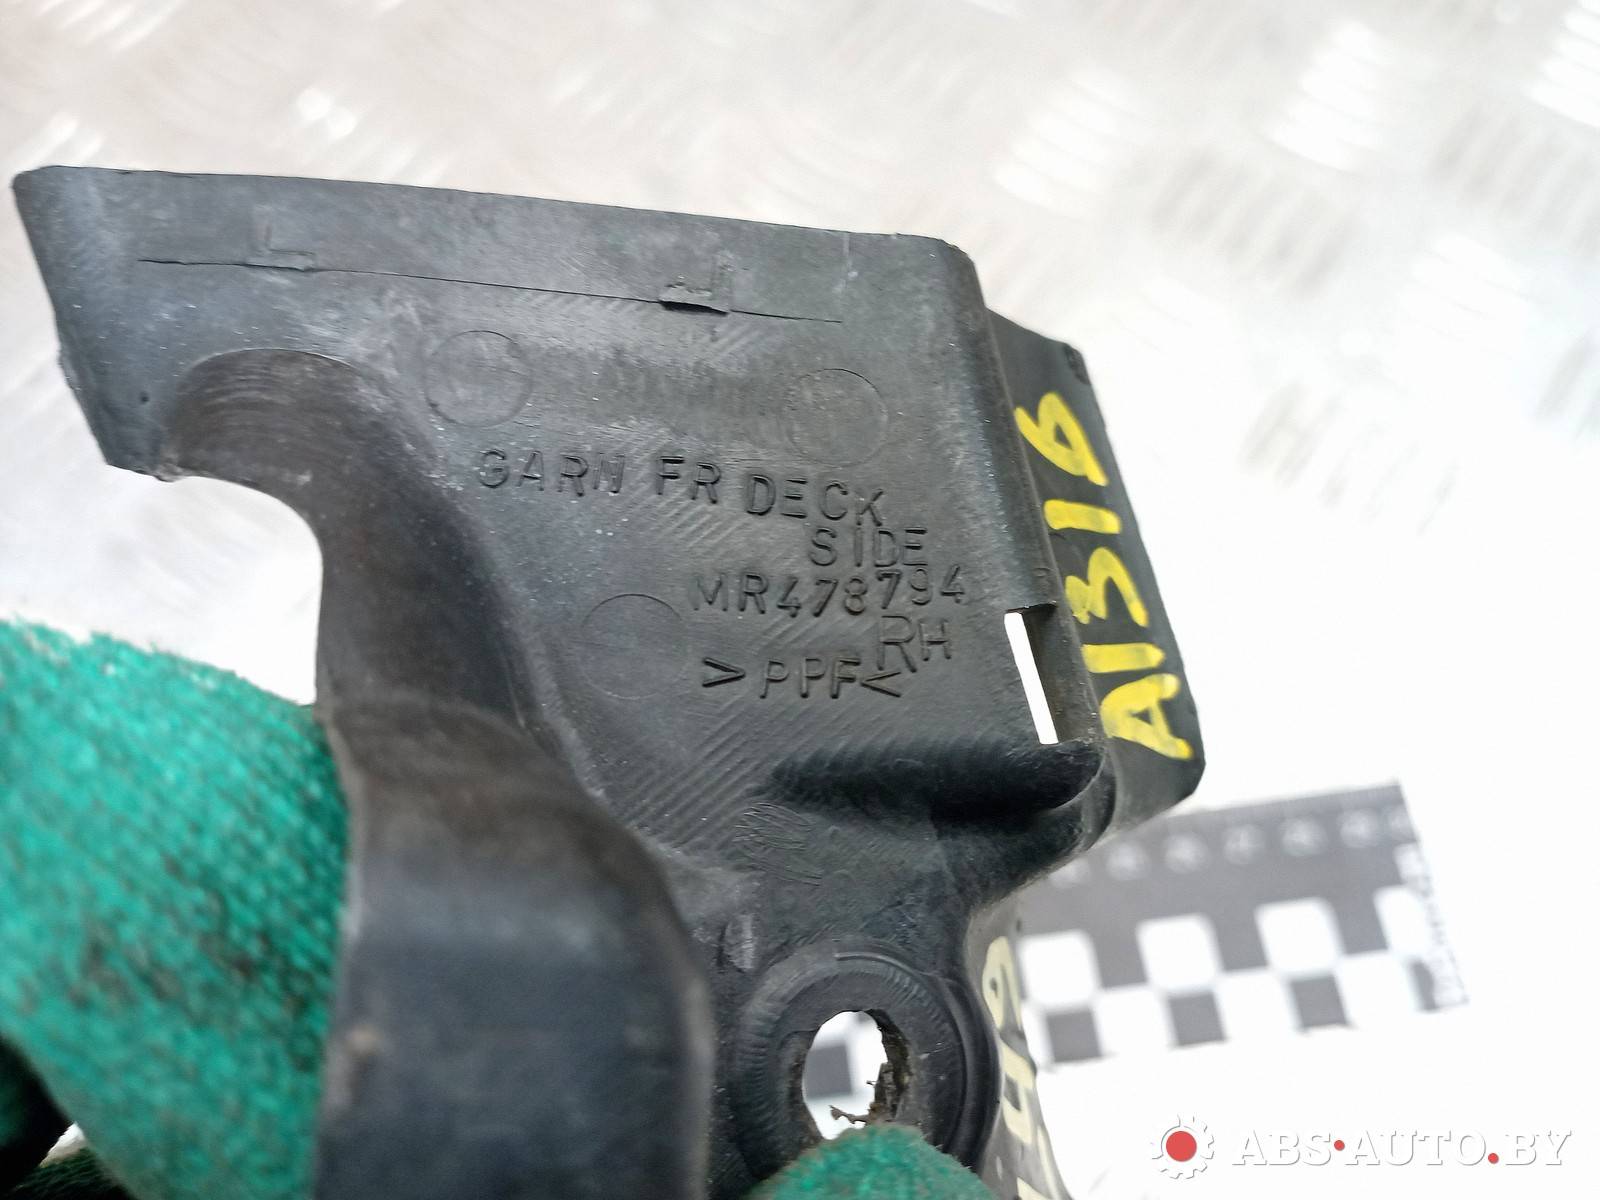 GARN FR DECK
SIDE
MR478794
RH
>PPF<
A1316
ABS•AUTO.BY